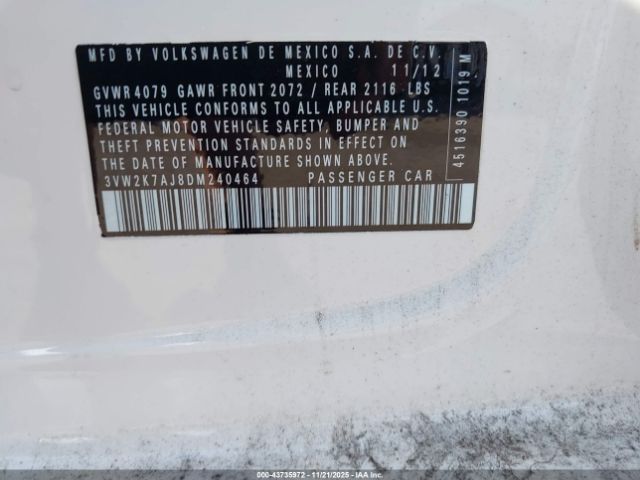 MFD BY VOLKSWAGEN DE MEXICO S.A. DE C.V.
MEXICO 11/12
GVWR 4079 GAWR FRONT 2072 / REAR 2116 LBS
THIS VEHICLE CONFORMS TO ALL APPLICABLE U.S.
FEDERAL MOTOR VEHICLE SAFETY, BUMPER AND
THEFT PREVENTION STANDARDS IN EFFECT ON
THE DATE OF MANUFACTURE SHOWN ABOVE.
3VW2K7AJ8DM240464 PASSENGER CAR
4516390 1019 M
000-43735972 - 11/21/2025 - IAAI.COM